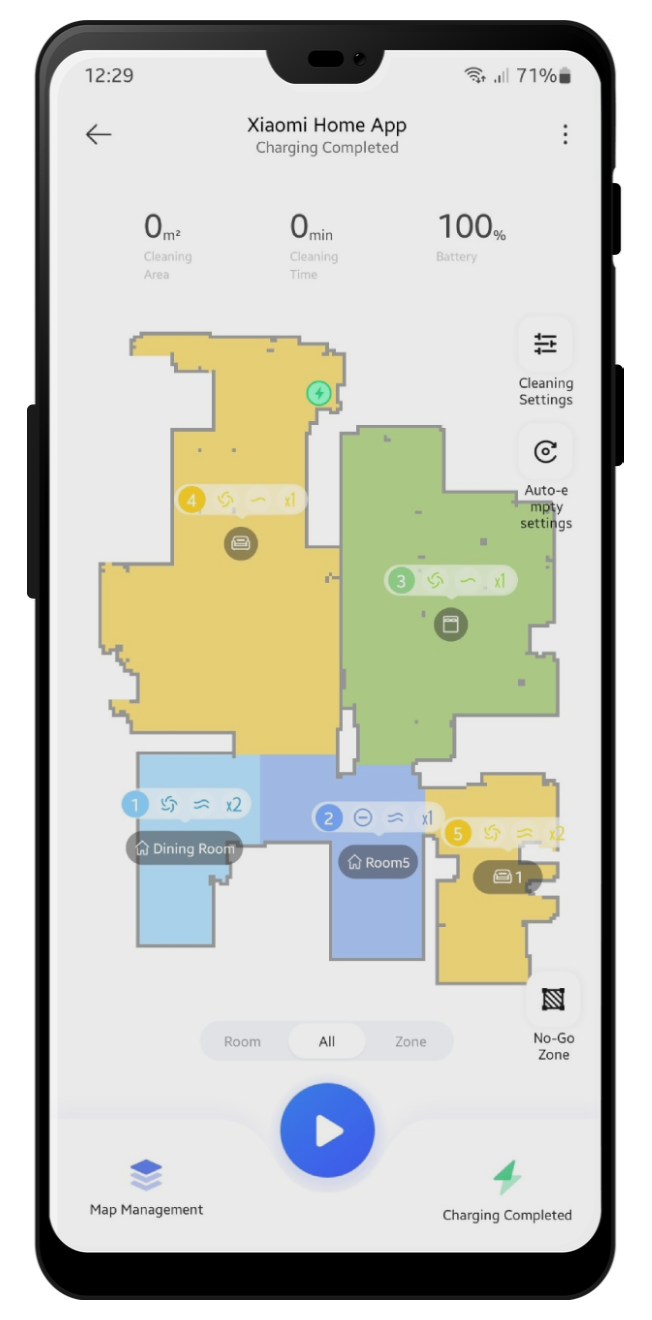 12:29
71%
Xiaomi Home App
Charging Completed
0m²
0min
100%
Cleaning
Area
Cleaning
Time
Battery
Cleaning
Settings
Auto-e
mpty
settings
4 x1
3 x1
1 x2
2 x1
5 x2
Dining Room
Room5
1
No-Go
Zone
Room
All
Zone
Map Management
Charging Completed